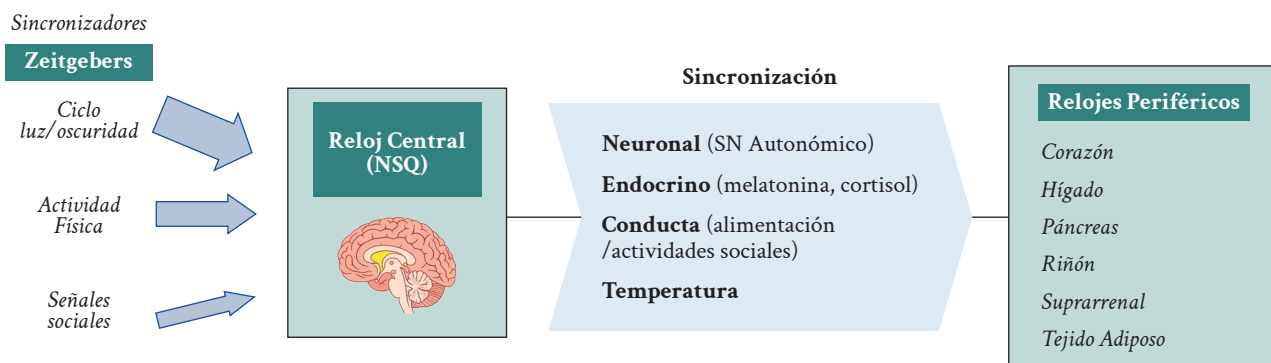 Sincronizadores
Zeitgebers
Ciclo
luz/oscuridad
Actividad
Física
Señales
sociales
Reloj Central
(NSQ)
Sincronización
Neuronal (SN Autonómico)
Endocrino (melatonina, cortisol)
Conducta (alimentación
/actividades sociales)
Temperatura
Relojes Periféricos
Corazón
Hígado
Páncreas
Riñón
Suprarrenal
Tejido Adiposo